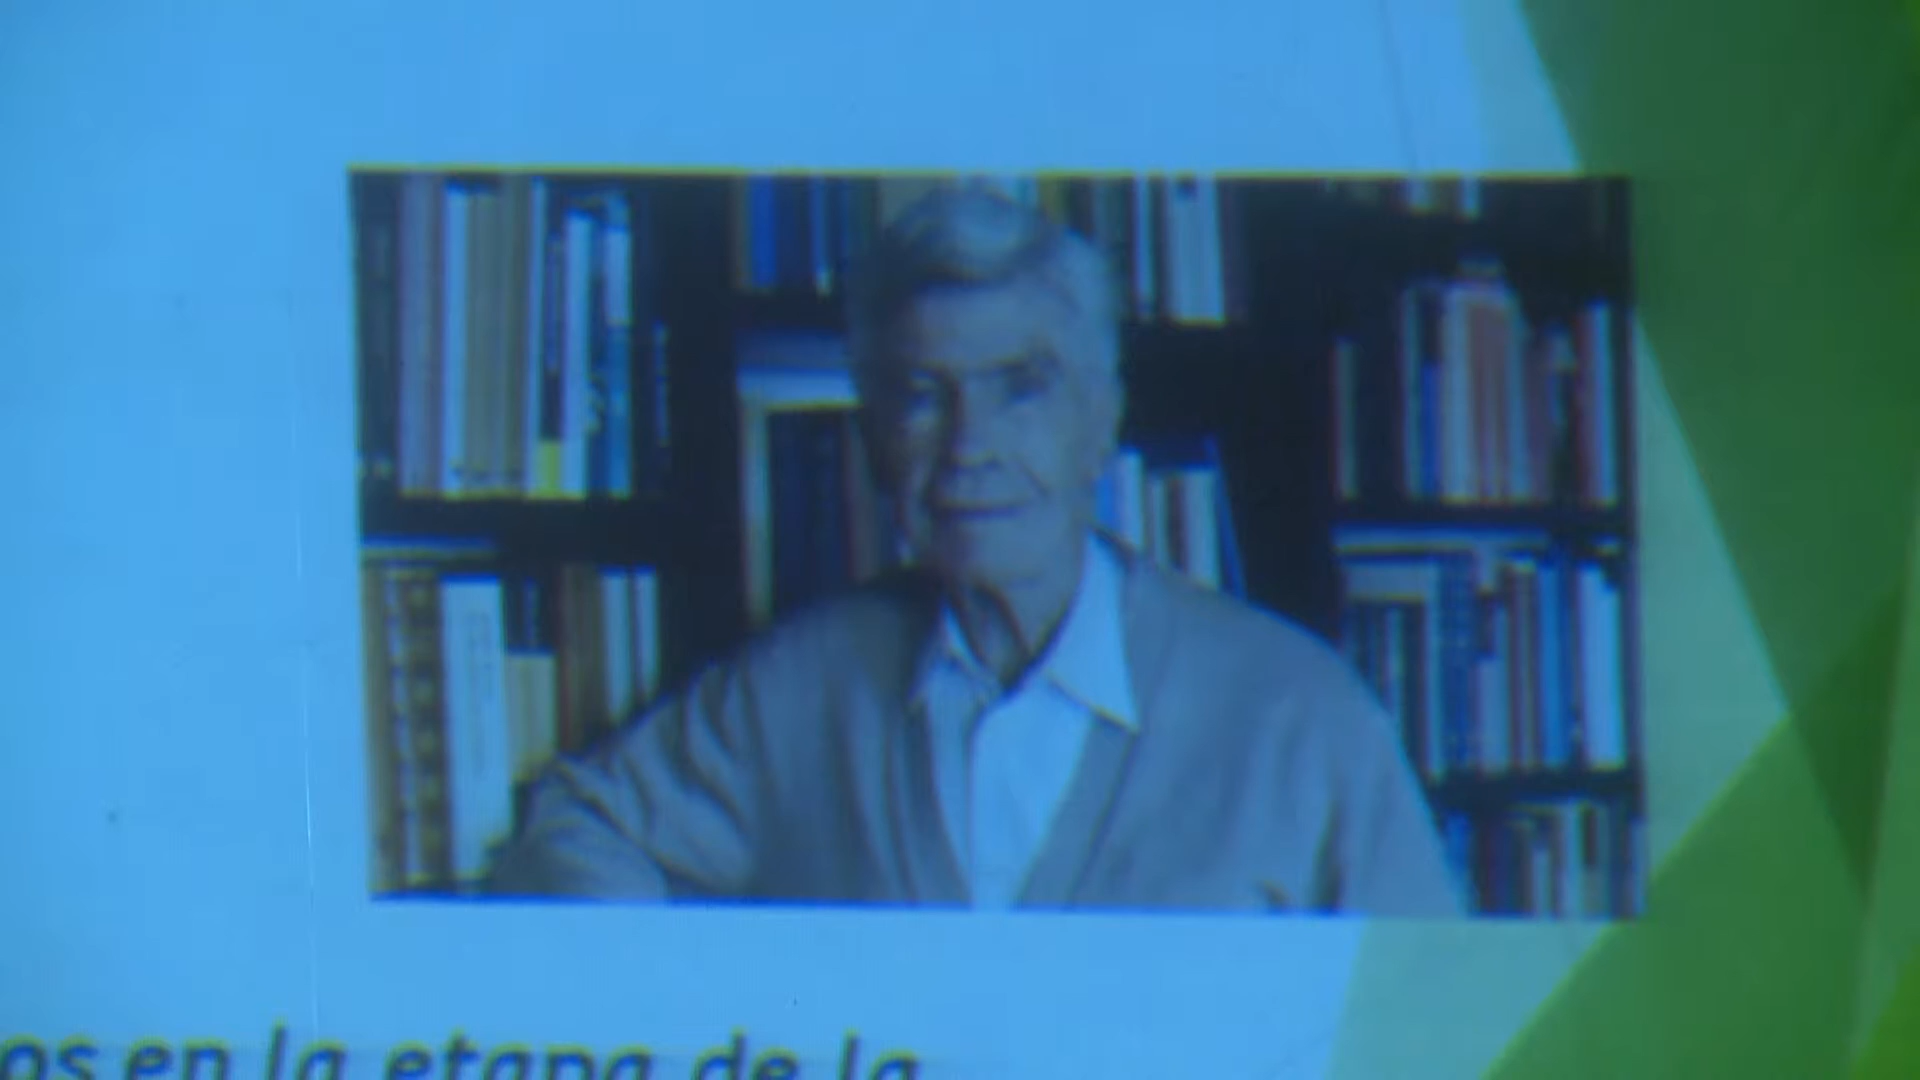 os en la etapa de la